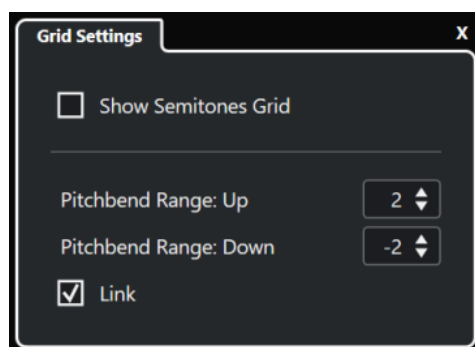 Grid Settings X
Show Semitones Grid
Pitchbend Range: Up 2
Pitchbend Range: Down -2
Link